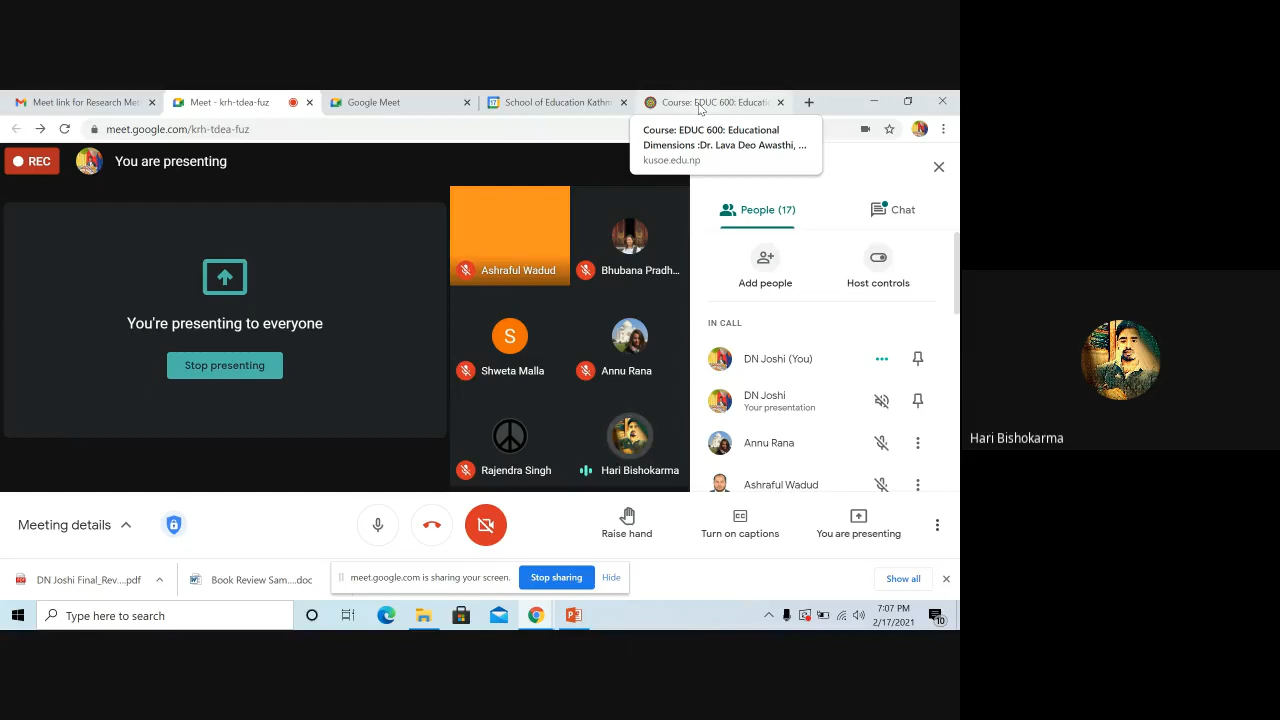 Meet link for Research Met
Meet - krh-tdea-fuz
Google Meet
School of Education Kathm
Course: EDUC 600: Educati
meet.google.com/krh-tdea-fuz
Course: EDUC 600: Educational
Dimensions :Dr. Lava Deo Awasthi, ...
kusoe.edu.np
REC
You are presenting
People (17)
Chat
Add people
Host controls
IN CALL
DN Joshi (You)
DN Joshi
Your presentation
Annu Rana
Ashraful Wadud
You're presenting to everyone
Stop presenting
Ashraful Wadud
Bhubana Pradh...
S
Shweta Malla
Annu Rana
Rajendra Singh
Hari Bishokarma
Hari Bishokarma
Meeting details
Raise hand
Turn on captions
You are presenting
DN Joshi Final_Rev....pdf
Book Review Sam....doc
meet.google.com is sharing your screen.
Stop sharing
Hide
Show all
Type here to search
7:07 PM
2/17/2021
10